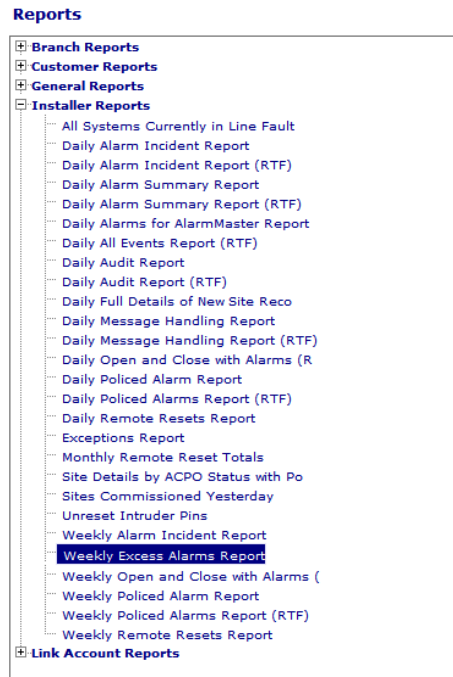 Reports
Branch Reports
Customer Reports
General Reports
Installer Reports
All Systems Currently in Line Fault
Daily Alarm Incident Report
Daily Alarm Incident Report (RTF)
Daily Alarm Summary Report
Daily Alarm Summary Report (RTF)
Daily Alarms for AlarmMaster Report
Daily All Events Report (RTF)
Daily Audit Report
Daily Audit Report (RTF)
Daily Full Details of New Site Reco
Daily Message Handling Report
Daily Message Handling Report (RTF)
Daily Open and Close with Alarms (R
Daily Policed Alarm Report
Daily Policed Alarms Report (RTF)
Daily Remote Resets Report
Exceptions Report
Monthly Remote Reset Totals
Site Details by ACPO Status with Po
Sites Commissioned Yesterday
Unreset Intruder Pins
Weekly Alarm Incident Report
Weekly Excess Alarms Report
Weekly Open and Close with Alarms (
Weekly Policed Alarm Report
Weekly Policed Alarms Report (RTF)
Weekly Remote Resets Report
Link Account Reports